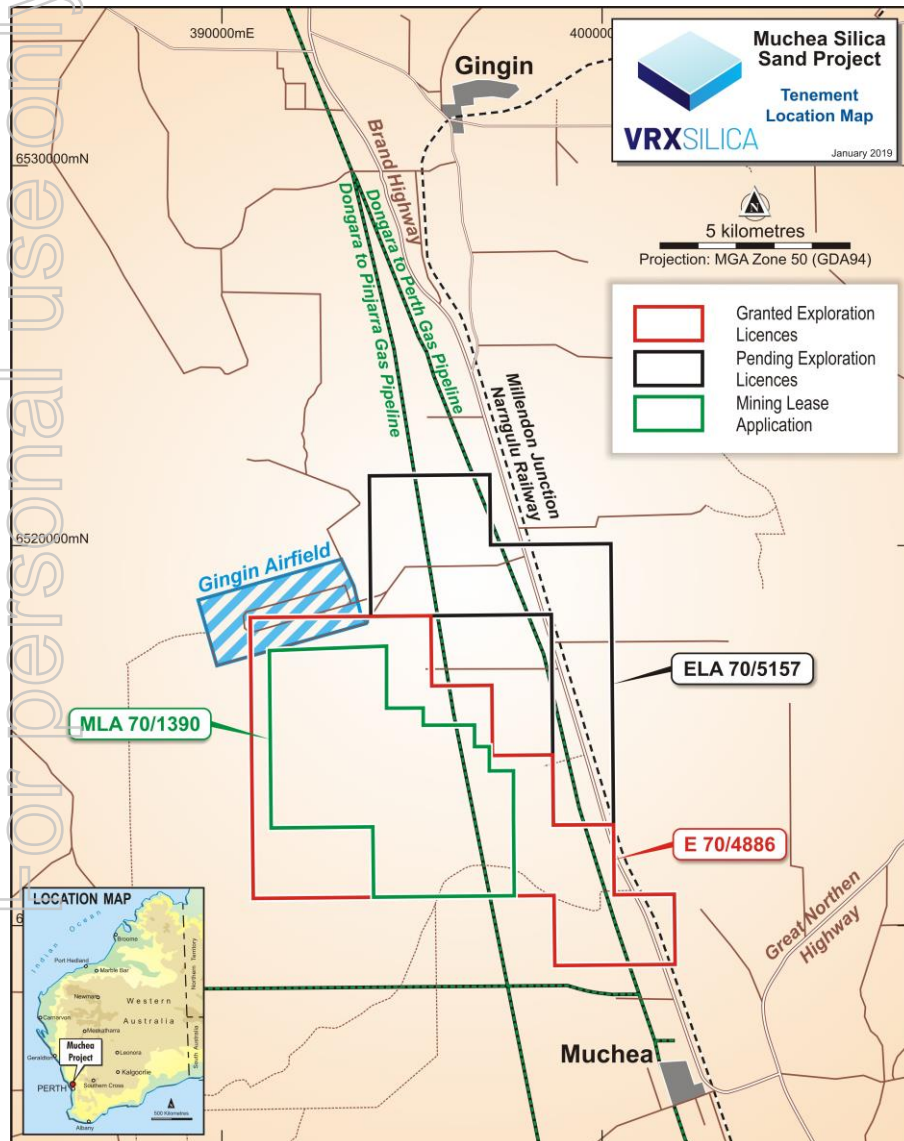 For personal use only
390000mE
400000
Gingin
Muchea Silica
Sand Project
Tenement
Location Map
VRXSILICA
January 2019
6530000mN
Brand Highway
Dongara to Perth Gas Pipeline
Dongara to Pinjarra Gas Pipeline
N
5 kilometres
Projection: MGA Zone 50 (GDA94)
Granted Exploration
Licences
Pending Exploration
Licences
Mining Lease
Application
Millendon Junction
Narngulu Railway
6520000mN
Gingin Airfield
ELA 70/5157
MLA 70/1390
E 70/4886
Great Northen
Highway
Muchea
LOCATION MAP
Indian Ocean
Broome
Port Hedland
Marble Bar
Newman
Western
Australia
Carnarvon
Meekatharra
Muchea
Project
Geraldton
Leonora
Kalgoorlie
PERTH
Southern Cross
Albany
500 Kilometres
Northern Territory
South Australia